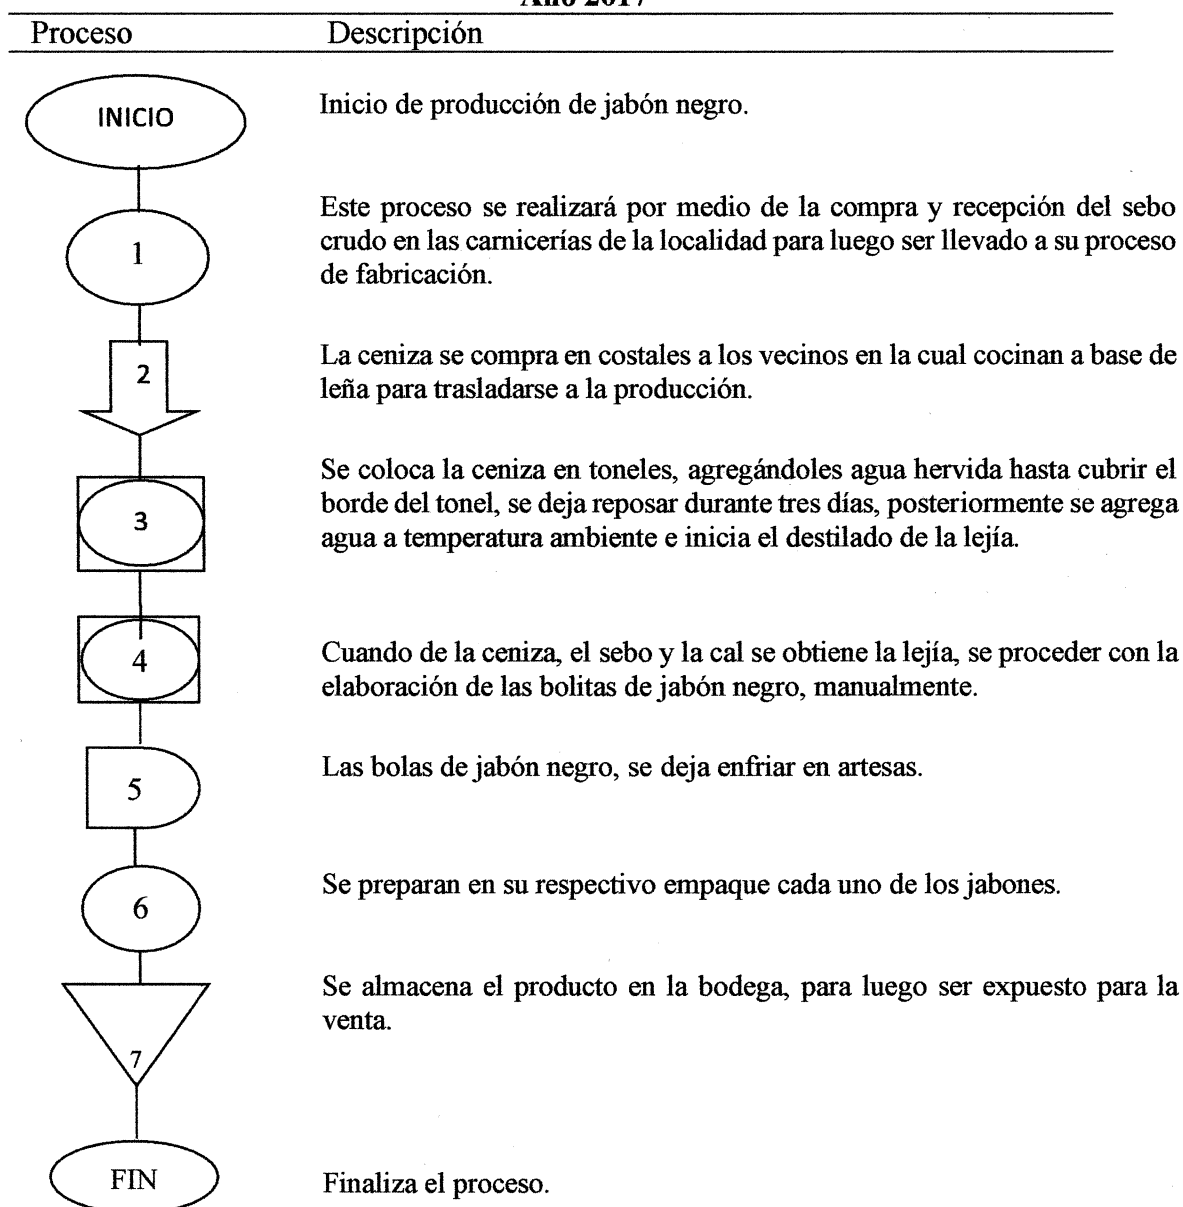 Año 2017
Proceso Descripción
INICIO
Inicio de producción de jabón negro.
1
Este proceso se realizará por medio de la compra y recepción del sebo
crudo en las carnicerías de la localidad para luego ser llevado a su proceso
de fabricación.
2
La ceniza se compra en costales a los vecinos en la cual cocinan a base de
leña para trasladarse a la producción.
3
Se coloca la ceniza en toneles, agregándoles agua hervida hasta cubrir el
borde del tonel, se deja reposar durante tres días, posteriormente se agrega
agua a temperatura ambiente e inicia el destilado de la lejía.
4
Cuando de la ceniza, el sebo y la cal se obtiene la lejía, se proceder con la
elaboración de las bolitas de jabón negro, manualmente.
5
Las bolas de jabón negro, se deja enfriar en artesas.
6
Se preparan en su respectivo empaque cada uno de los jabones.
7
Se almacena el producto en la bodega, para luego ser expuesto para la
venta.
FIN
Finaliza el proceso.